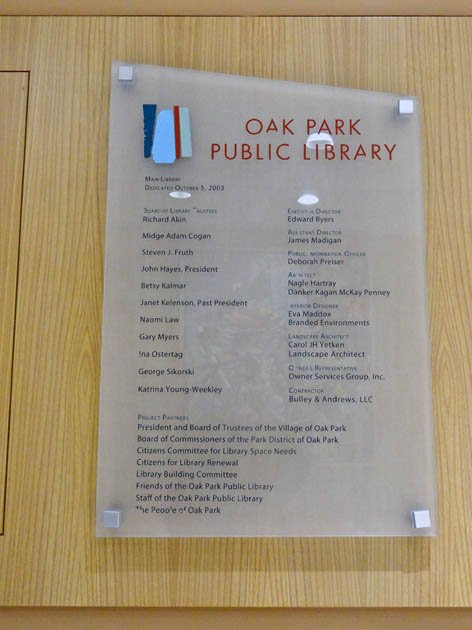 OAK PARK
PUBLIC LIBRARY
MAIN LIBRARY
DEDICATED OCTOBER 5, 2003
BOARD OF LIBRARY TRUSTEES
Richard Akin
Midge Adam Cogan
Steven J. Fruth
John Hayes, President
Betsy Kalmar
Janet Kelenson, Past President
Naomi Law
Gary Myers
Ina Ostertag
George Sikorski
Katrina Young-Weekley
EXECUTIVE DIRECTOR
Edward Byers
ASSISTANT DIRECTOR
James Madigan
PUBLIC INFORMATION OFFICER
Deborah Preiser
ARCHITECT
Nagle Hartray
Danker Kagan McKay Penney
INTERIOR DESIGNER
Eva Maddox
Branded Environments
LANDSCAPE ARCHITECT
Carol JH Yetken
Landscape Architect
OWNER'S REPRESENTATIVE
Owner Services Group, Inc.
CONTRACTOR
Bulley & Andrews, LLC
PROJECT PARTNERS
President and Board of Trustees of the Village of Oak Park
Board of Commissioners of the Park District of Oak Park
Citizens Committee for Library Space Needs
Citizens for Library Renewal
Library Building Committee
Friends of the Oak Park Public Library
Staff of the Oak Park Public Library
The People of Oak Park